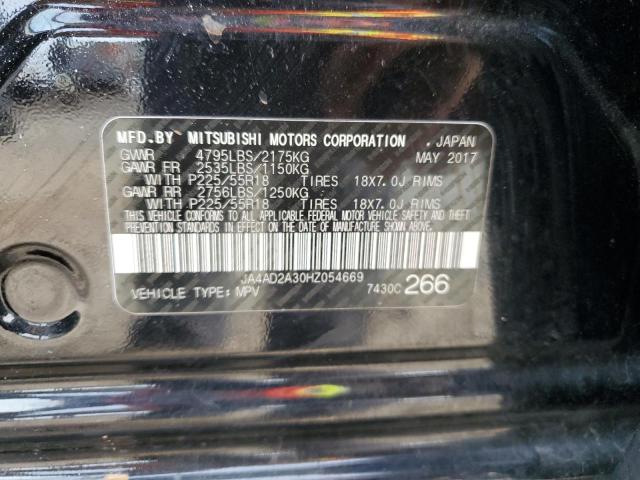 MFD.BY MITSUBISHI MOTORS CORPORATION . JAPAN
GVWR 4795LBS/2175KG MAY 2017
GAWR FR 2535LBS/1150KG
WITH P225/55R18 TIRES 18X7.0J RIMS
GAWR RR 2756LBS/1250KG
WITH P225/55R18 TIRES 18X7.0J RIMS
THIS VEHICLE CONFORMS TO ALL APPLICABLE FEDERAL MOTOR VEHICLE SAFETY AND THEFT
PREVENTION STANDARDS IN EFFECT ON THE DATE OF MANUFACTURE SHOWN ABOVE.
JA4AD2A30HZ054669
VEHICLE TYPE: MPV 7430C 266